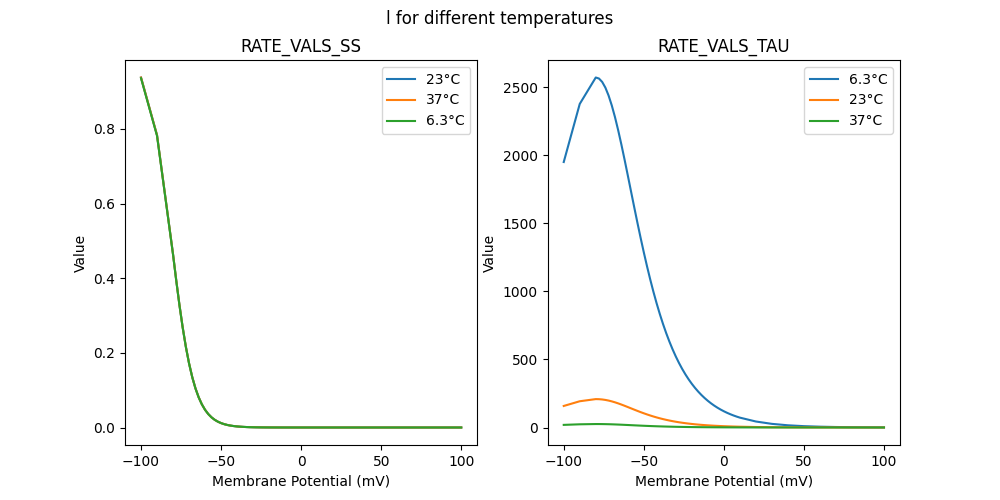 l for different temperatures
RATE_VALS_SS
RATE_VALS_TAU
23°C
37°C
6.3°C
6.3°C
23°C
37°C
Value
0.8
0.6
0.4
0.2
0.0
−100
−50
0
50
100
Membrane Potential (mV)
Value
2500
2000
1500
1000
500
0
−100
−50
0
50
100
Membrane Potential (mV)